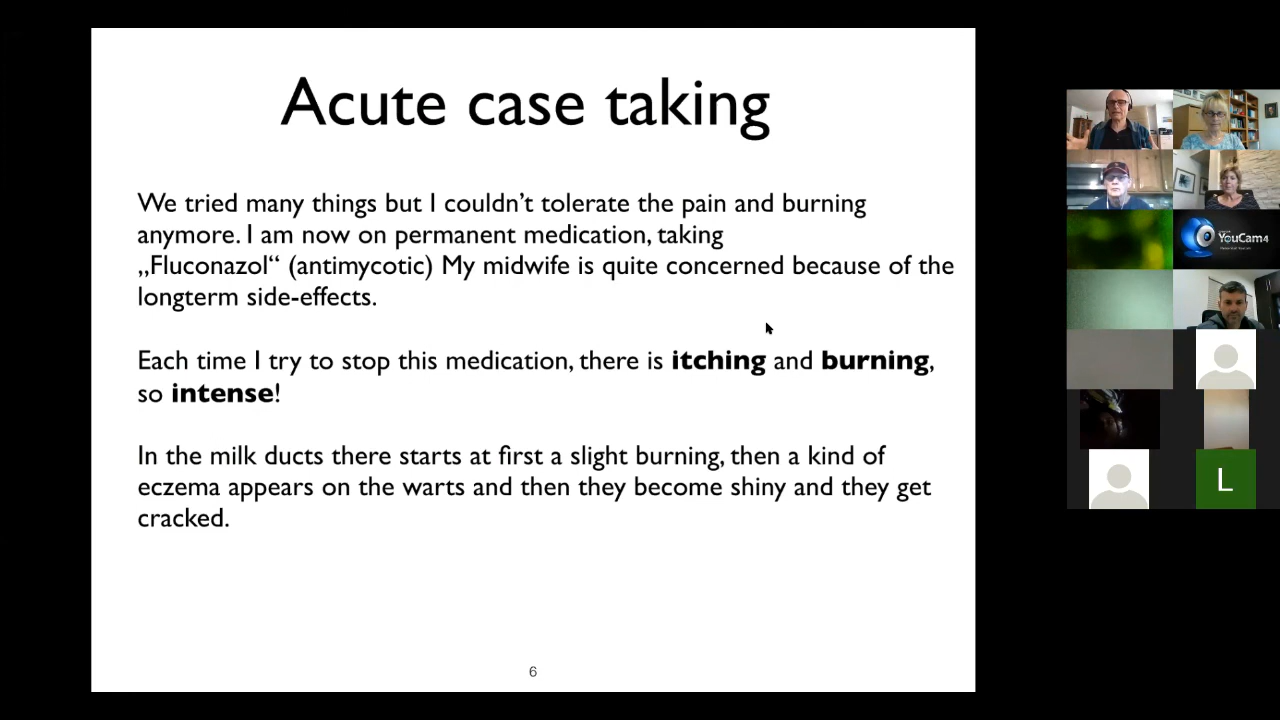 Acute case taking
We tried many things but I couldn’t tolerate the pain and burning
anymore. I am now on permanent medication, taking
„Fluconazol“ (antimycotic) My midwife is quite concerned because of the
longterm side-effects.
Each time I try to stop this medication, there is itching and burning,
so intense!
In the milk ducts there starts at first a slight burning, then a kind of
eczema appears on the warts and then they become shiny and they get
cracked.
6
YouCam4
L